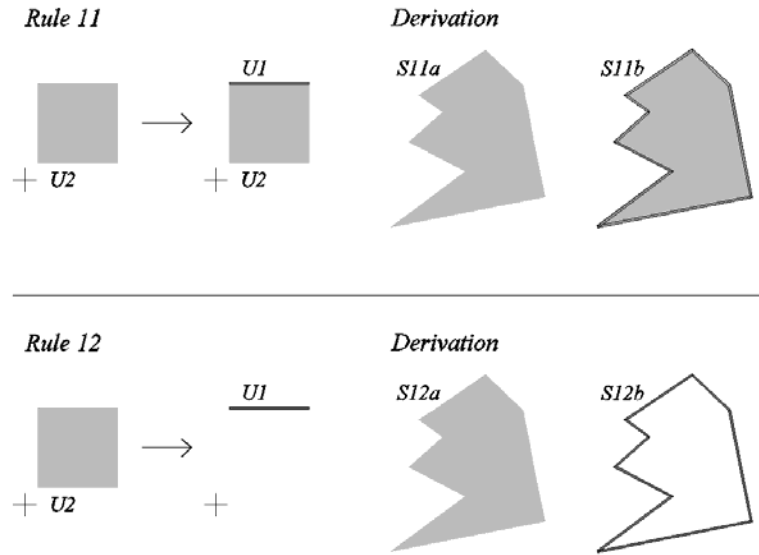 Rule 11
Derivation
U1
S11a
S11b
U2
U2
Rule 12
Derivation
U1
S12a
S12b
U2